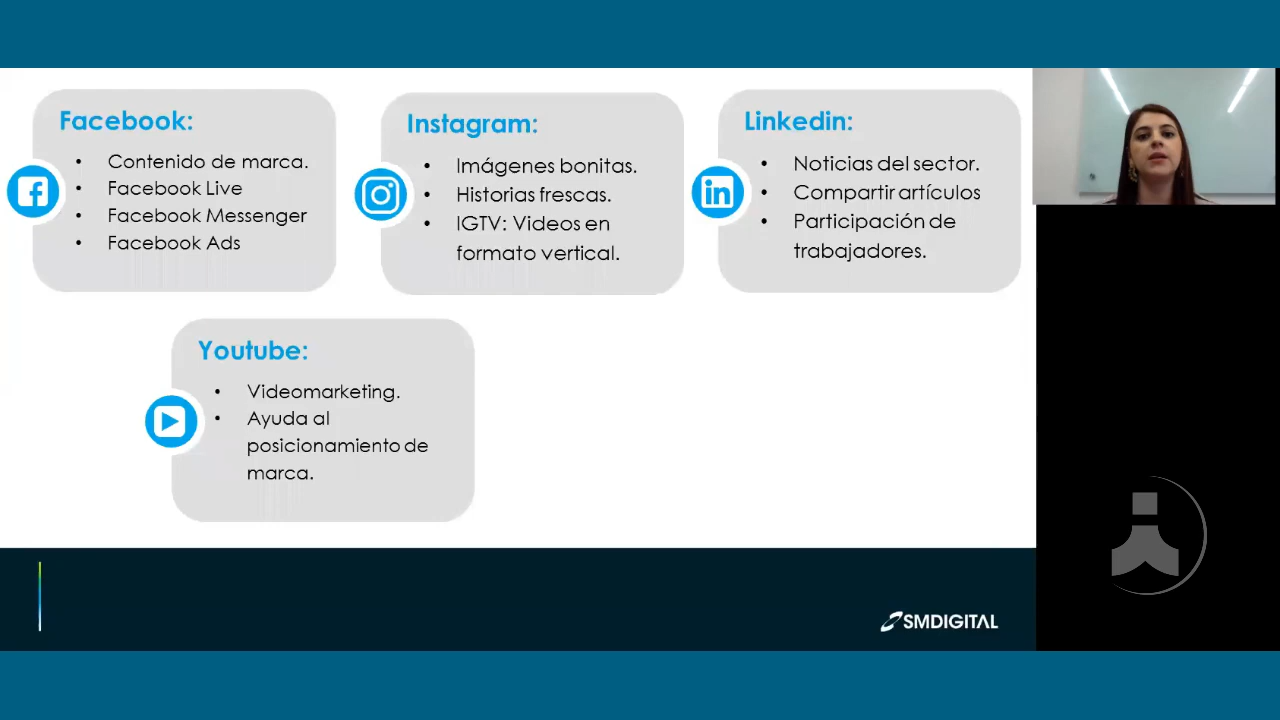 Facebook:
• Contenido de marca.
• Facebook Live
• Facebook Messenger
• Facebook Ads
Instagram:
• Imágenes bonitas.
• Historias frescas.
• IGTV: Videos en
formato vertical.
Linkedin:
• Noticias del sector.
• Compartir artículos
• Participación de
trabajadores.
Youtube:
• Videomarketing.
• Ayuda al
posicionamiento de
marca.
SMDIGITAL